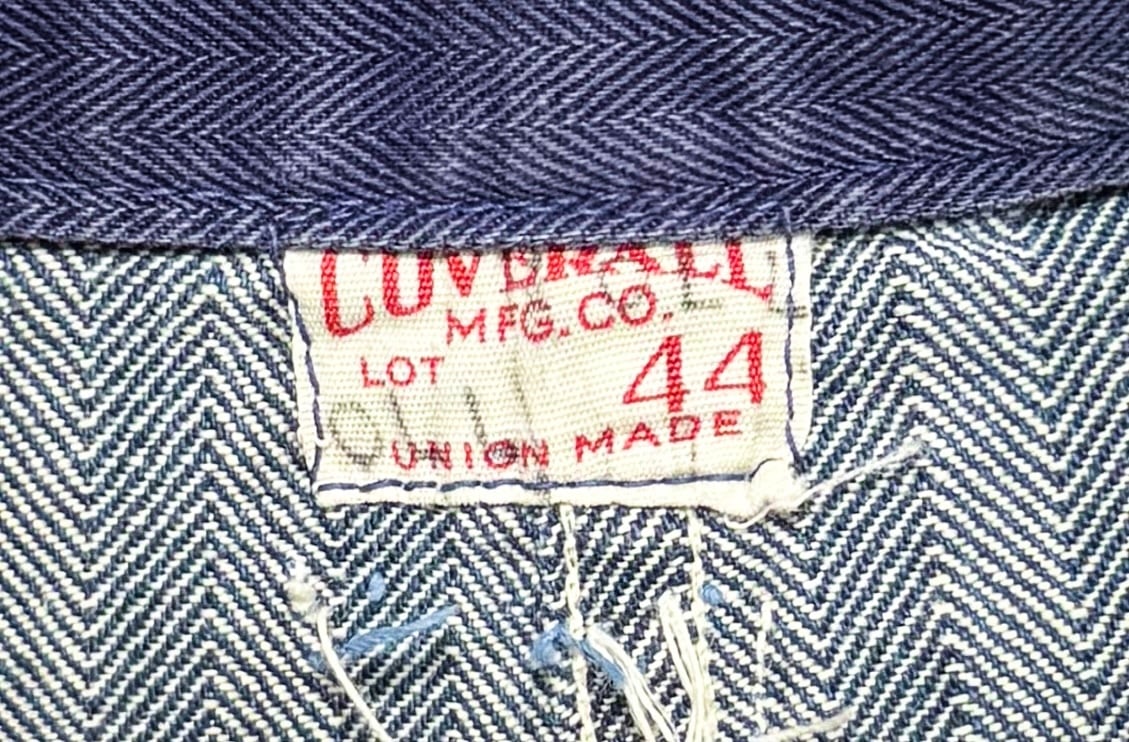 COVERALL
MFG. CO.
LOT 44
UNION MADE